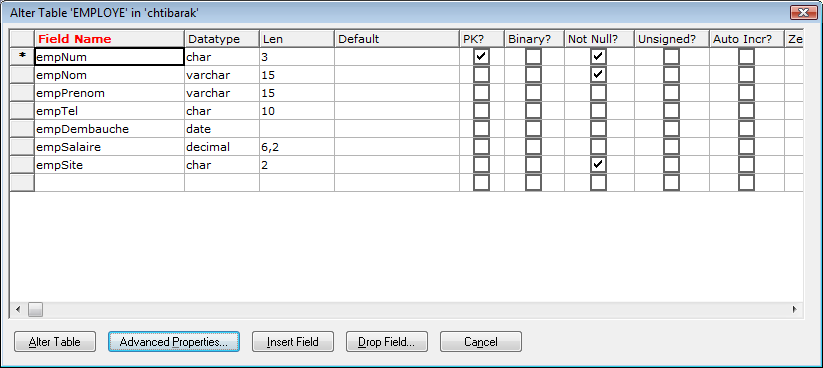 Alter Table 'EMPLOYE' in 'chtibarak'
Field Name Datatype Len Default PK? Binary? Not Null? Unsigned? Auto Incr? Ze
* empNum char 3
empNom varchar 15
empPrenom varchar 15
empTel char 10
empDembauche date
empSalaire decimal 6,2
empSite char 2
Alter Table Advanced Properties... Insert Field Drop Field... Cancel